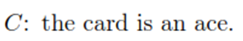 C: the card is an ace.